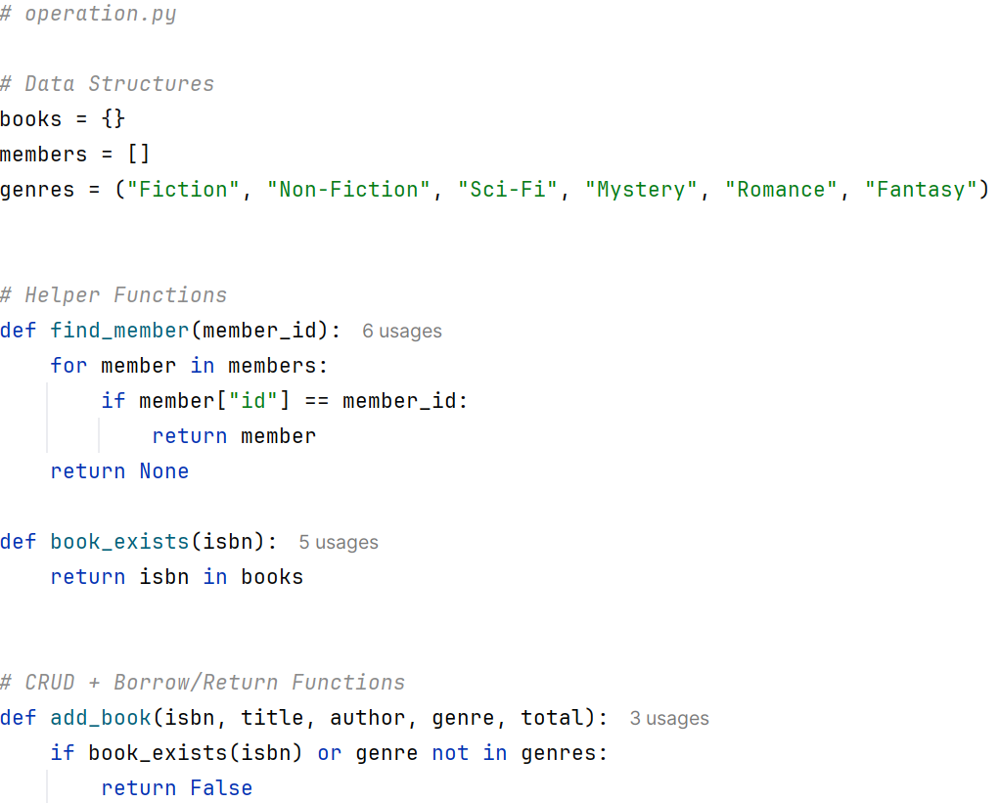 # operation.py
# Data Structures
books = {}
members = []
genres = ("Fiction", "Non-Fiction", "Sci-Fi", "Mystery", "Romance", "Fantasy")
# Helper Functions
def find_member(member_id): 6 usages
    for member in members:
        if member["id"] == member_id:
            return member
    return None
def book_exists(isbn): 5 usages
    return isbn in books
# CRUD + Borrow/Return Functions
def add_book(isbn, title, author, genre, total): 3 usages
    if book_exists(isbn) or genre not in genres:
        return False